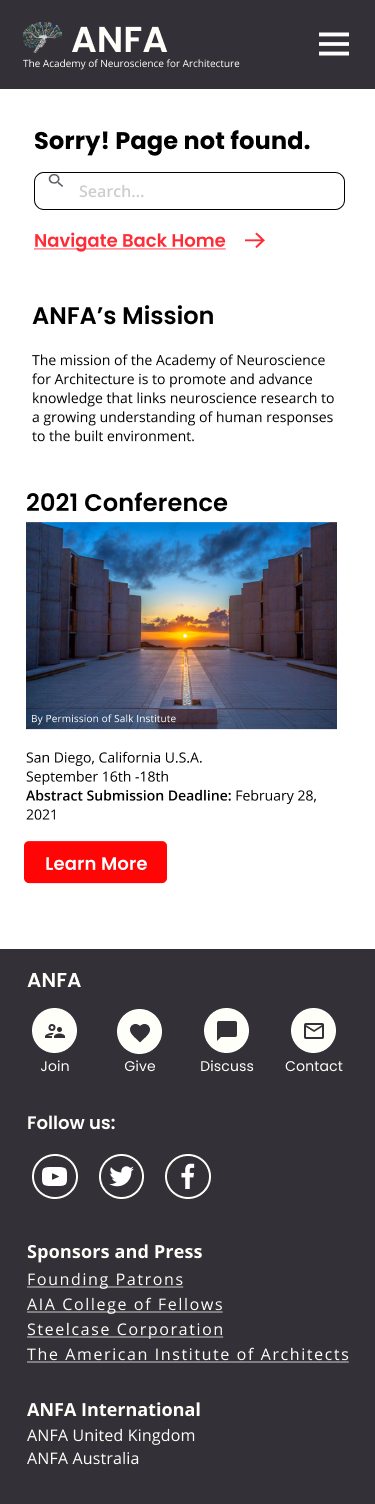 ANFA
The Academy of Neuroscience for Architecture
Sorry! Page not found.
Search...
Navigate Back Home
ANFA's Mission
The mission of the Academy of Neuroscience
for Architecture is to promote and advance
knowledge that links neuroscience research to
a growing understanding of human responses
to the built environment.
2021 Conference
By Permission of Salk Institute
San Diego, California U.S.A.
September 16th -18th
Abstract Submission Deadline: February 28,
2021
Learn More
ANFA
Join Give Discuss Contact
Follow us:
Sponsors and Press
Founding Patrons
AIA College of Fellows
Steelcase Corporation
The American Institute of Architects
ANFA International
ANFA United Kingdom
ANFA Australia